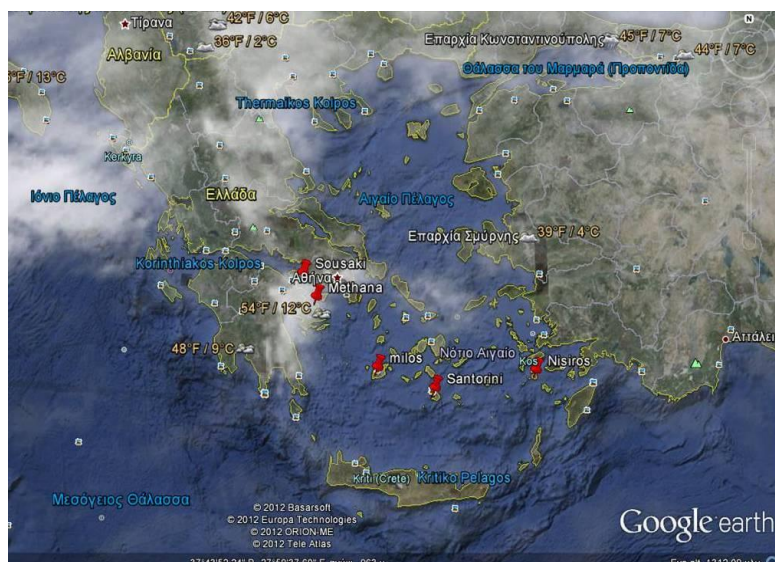 Τίρανα
42°F / 6°C
36°F / 2°C
Αλβανία
Επαρχία Κωνσταντινούπολης
45°F / 7°C
44°F / 7°C
Θάλασσα του Μαρμαρά (Προποντίδα)
°F / 13°C
Thermaikos Kolpos
Kerkyra
Ιόνιο Πέλαγος
Ελλάδα
Αιγαίο Πέλαγος
Επαρχία Σμύρνης
39°F / 4°C
Korinthiakos Kolpos
Sousaki
Αθήνα
Methana
54°F / 12°C
48°F / 9°C
milos
Νότιο Αιγαίο
Kos
Nisiros
Santorini
Αττάλει
Kriti (Crete)
Kritiko Pelagos
Μεσόγειος Θάλασσα
© 2012 Basarsoft
© 2012 Europa Technologies
© 2012 ORION-ME
© 2012 Tele Atlas
Google earth
N